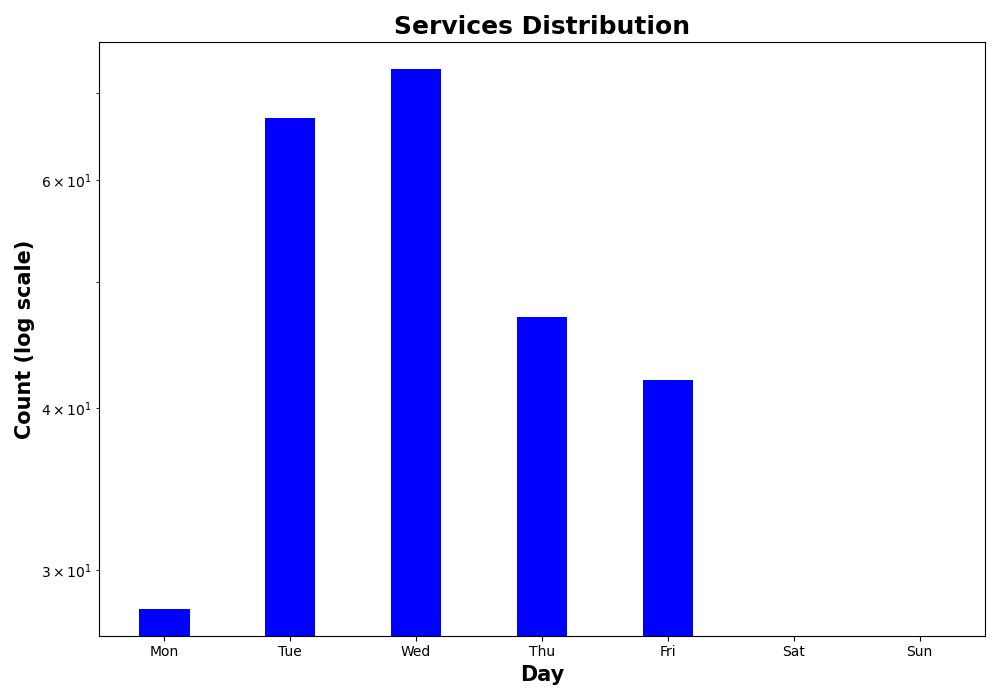 Services Distribution
Count (log scale)
6 × 10¹
4 × 10¹
3 × 10¹
Mon Tue Wed Thu Fri Sat Sun
Day